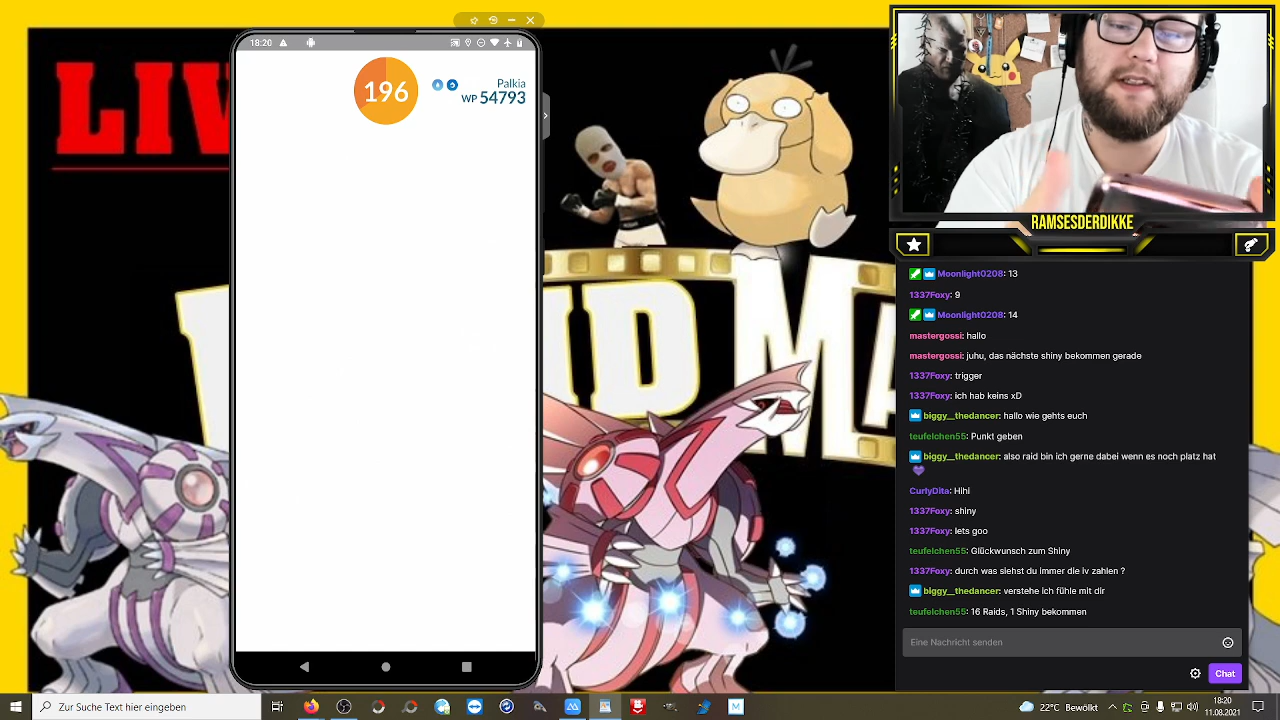 18:20
196
Palkia
WP 54793
LIV
RAMSESDERDIKKE
Moonlight0208: 13
1337Foxy: 9
Moonlight0208: 14
mastergossi: hallo
mastergossi: juhu, das nächste shiny bekommen gerade
1337Foxy: trigger
1337Foxy: ich hab keins xD
biggy__thedancer: hallo wie gehts euch
teufelchen55: Punkt geben
biggy__thedancer: also raid bin ich gerne dabei wenn es noch platz hat
CurlyDita: Hihi
1337Foxy: shiny
1337Foxy: lets goo
teufelchen55: Glückwunsch zum Shiny
1337Foxy: durch was siehst du immer die iv zahlen ?
biggy__thedancer: verstehe ich fühle mit dir
teufelchen55: 16 Raids, 1 Shiny bekommen
Eine Nachricht senden
Chat
Zur Suche Text hier eingeben
18:20
11.08.2021